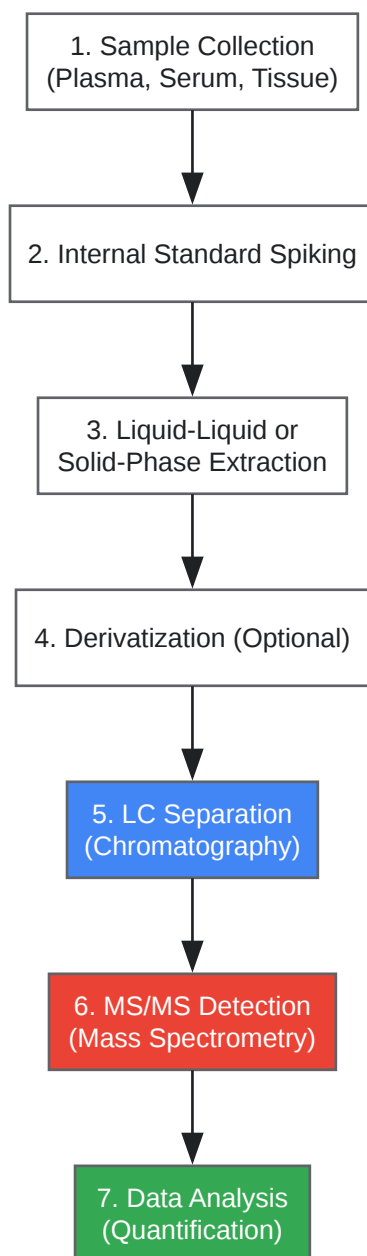 1. Sample Collection
(Plasma, Serum, Tissue)
2. Internal Standard Spiking
3. Liquid-Liquid or
Solid-Phase Extraction
4. Derivatization (Optional)
5. LC Separation
(Chromatography)
6. MS/MS Detection
(Mass Spectrometry)
7. Data Analysis
(Quantification)